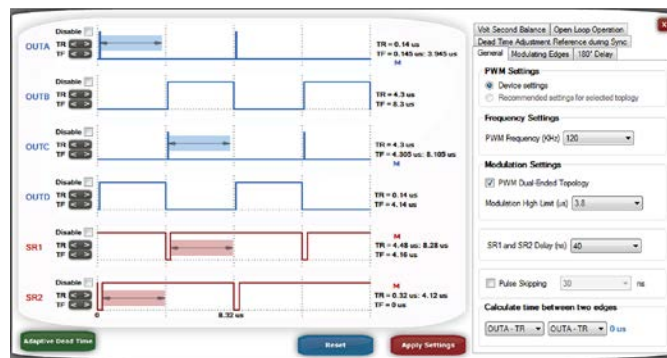 Disable
OUTA
TR < >
TF < >
TR = 0.14 us
TF = 0.145 us: 3.945 us
M
Disable
OUTB
TR < >
TF < >
TR = 4.3 us
TF = 8.3 us
Disable
OUTC
TR < >
TF < >
TR = 4.3 us
TF = 4.305 us: 8.105 us
M
Disable
OUTD
TR < >
TF < >
TR = 0.14 us
TF = 4.14 us
Disable
SR1
TR < >
TF < >
M
TR = 4.48 us: 8.28 us
TF = 4.16 us
Disable
SR2
TR < >
TF < >
M
TR = 0.32 us: 4.12 us
TF = 0 us
0
8.32 us
Adaptive Dead Time
Reset
Apply Settings
Volt Second Balance
Open Loop Operation
Dead Time Adjustment Reference during Sync
General
Modulating Edges
180° Delay
PWM Settings
Device settings
Recommended settings for selected toplogy
Frequency Settings
PWM Frequency (KHz)
120
Modulation Settings
PWM Dual-Ended Topology
Modulation High Limit (us)
3.8
SR1 and SR2 Delay (ns)
40
Pulse Skipping
30
ns
Calculate time between two edges
OUTA - TR
OUTA - TR
0 us